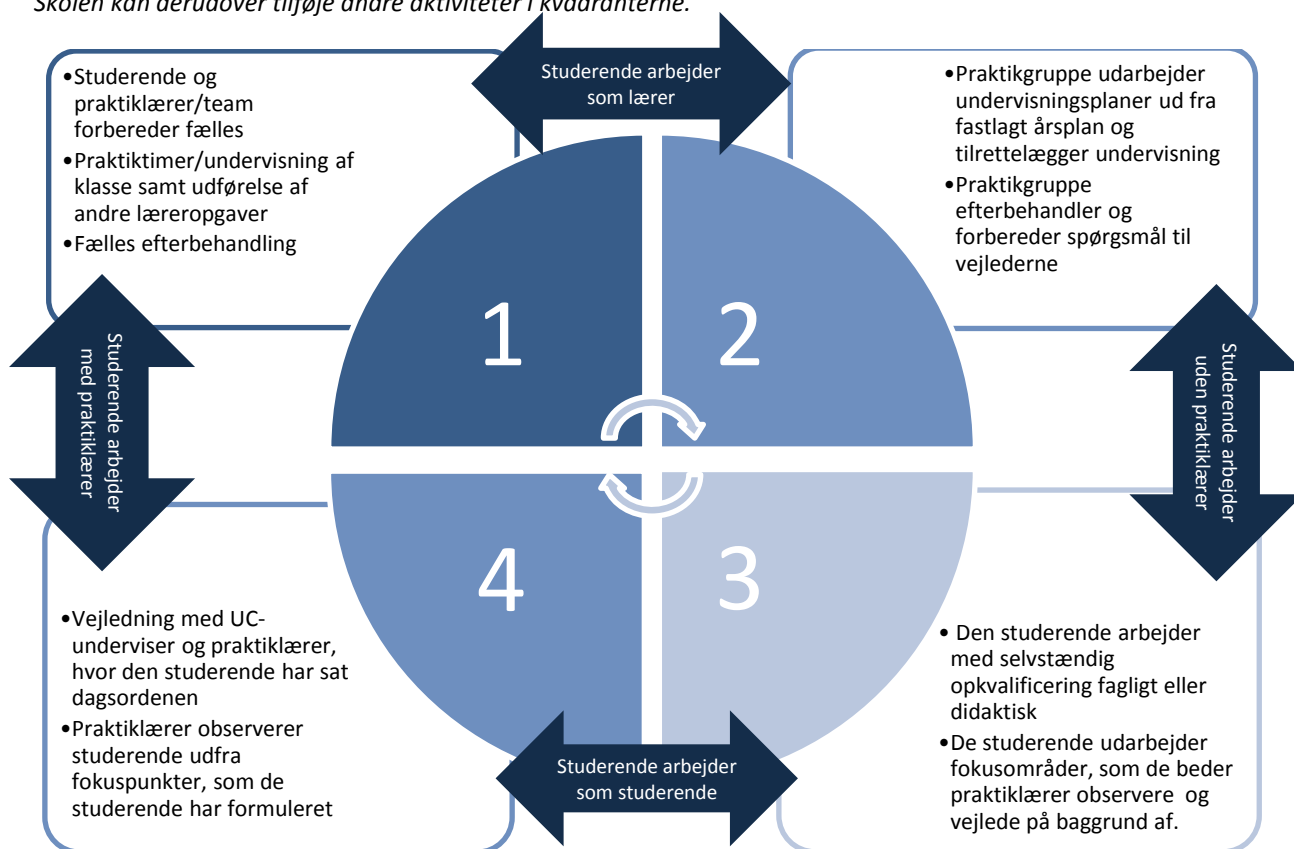 Skolen kan derudover tilføje andre aktiviteter i kvadranterne.
Studerende arbejder
som lærer
•Studerende og
praktiklærer/team
forbereder fælles
•Praktiktimer/undervisning af
klasse samt udførelse af
andre læreropgaver
•Fælles efterbehandling
•Praktikgruppe udarbejder
undervisningsplaner ud fra
fastlagt årsplan og
tilrettelægger undervisning
•Praktikgruppe
efterbehandler og
forbereder spørgsmål til
vejlederne
1
2
Studerende arbejder
med praktiklærer
Studerende arbejder
uden praktiklærer
4
3
•Vejledning med UC-
underviser og praktiklærer,
hvor den studerende har sat
dagsordenen
•Praktiklærer observerer
studerende udfra
fokuspunkter, som de
studerende har formuleret
• Den studerende arbejder
med selvstændig
opkvalificering fagligt eller
didaktisk
•De studerende udarbejder
fokusområder, som de beder
praktiklærer observere og
vejlede på baggrund af.
Studerende arbejder
som studerende